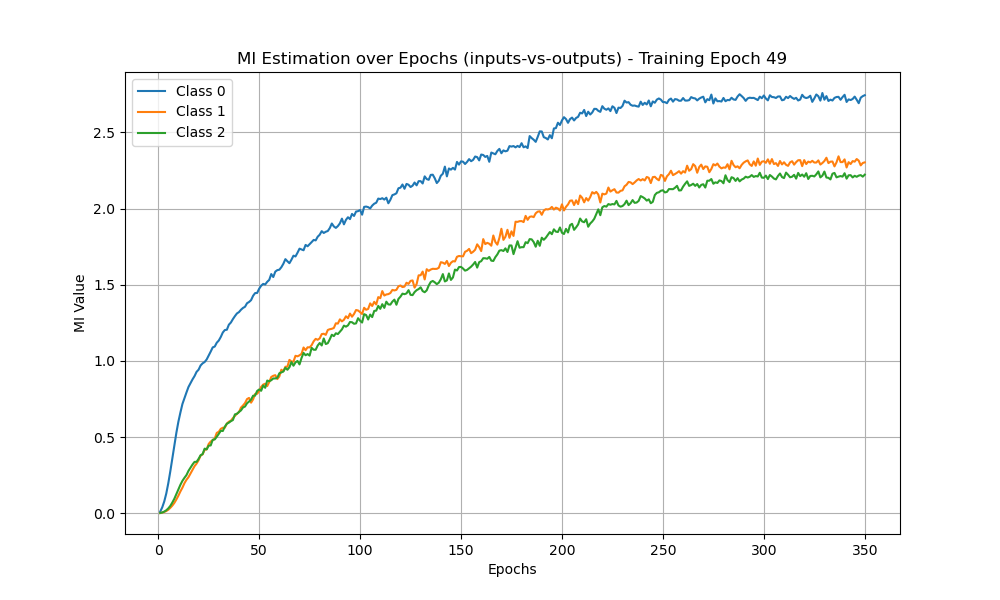 MI Estimation over Epochs (inputs-vs-outputs) - Training Epoch 49
Class 0
Class 1
Class 2
MI Value
2.5
2.0
1.5
1.0
0.5
0.0
0 50 100 150 200 250 300 350
Epochs